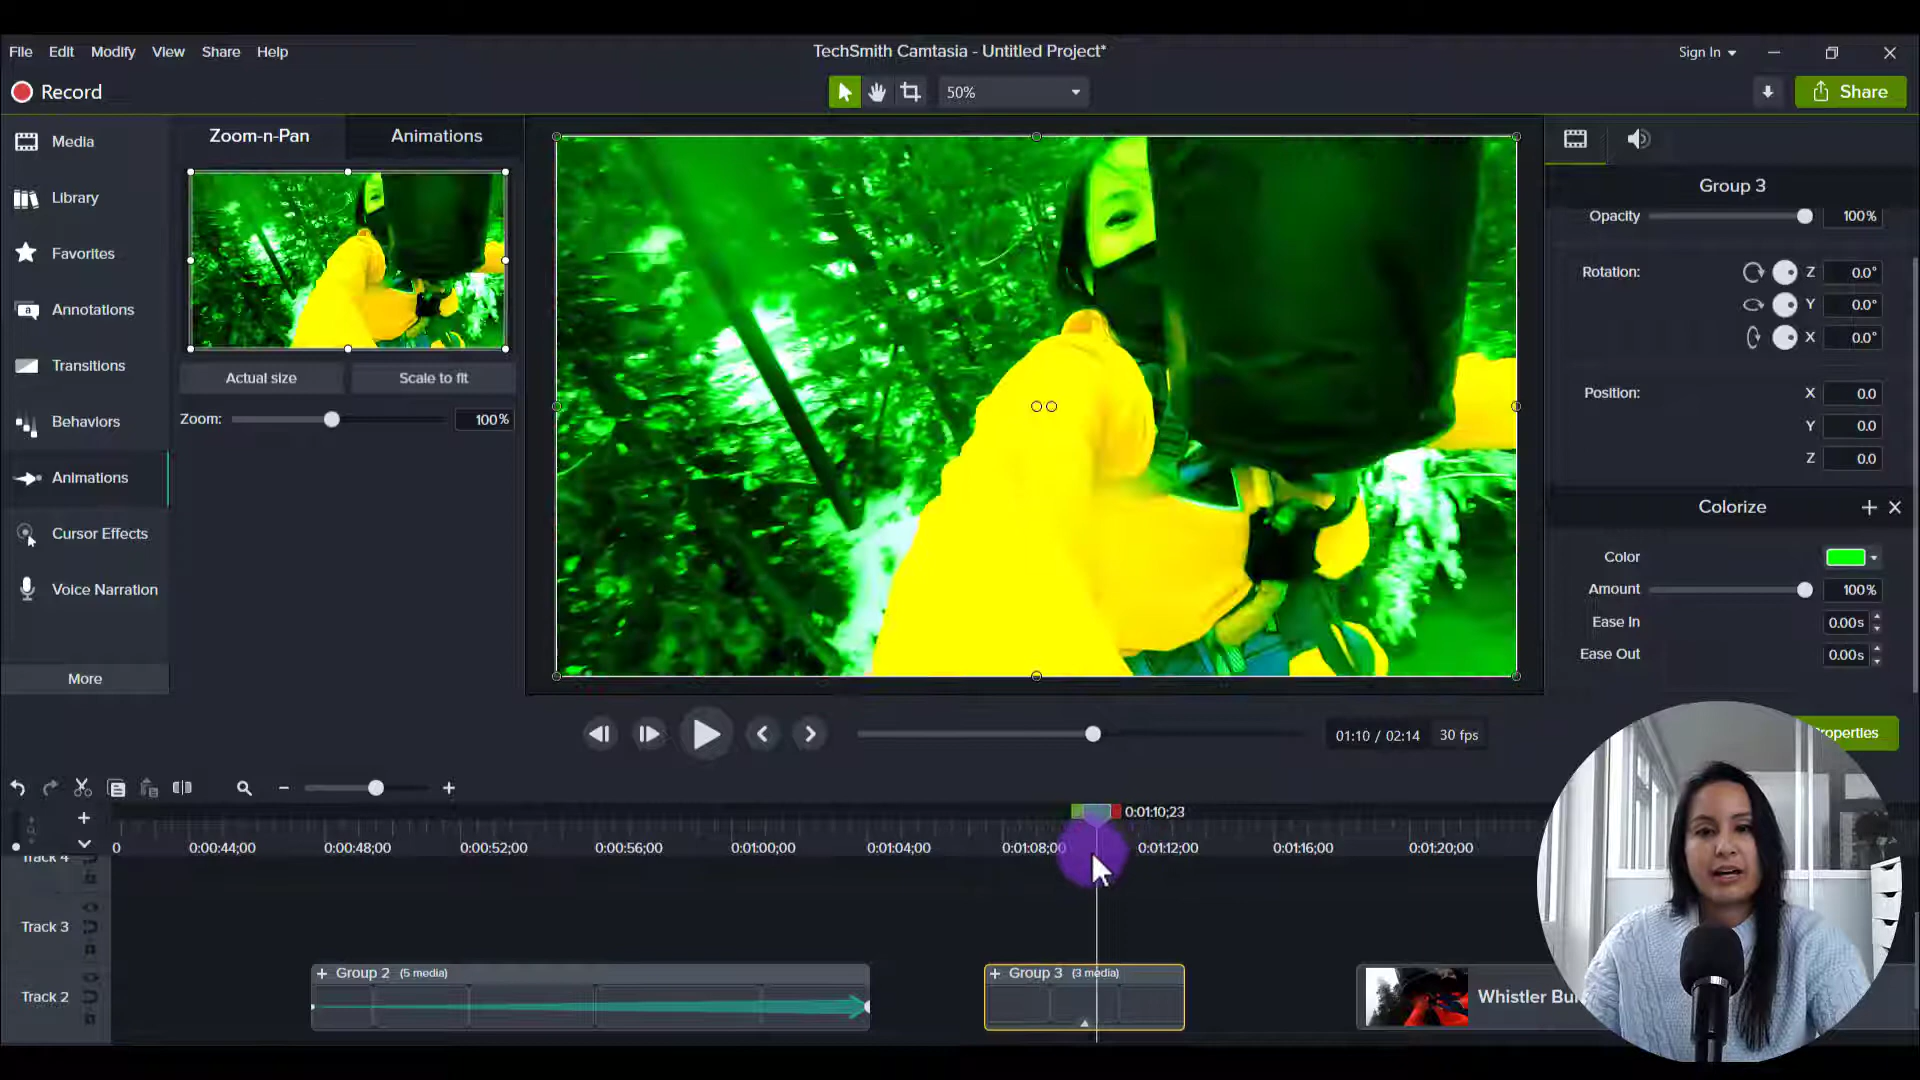 File Edit Modify View Share Help
TechSmith Camtasia - Untitled Project*
Sign In
Record
50%
Share
Media
Library
Favorites
Annotations
Transitions
Behaviors
Animations
Cursor Effects
Voice Narration
More
Zoom-n-Pan
Animations
Actual size
Scale to fit
Zoom:
100%
Group 3
Opacity 100%
Rotation: Z 0.0°
Y 0.0°
X 0.0°
Position: X 0.0
Y 0.0
Z 0.0
Colorize
Color
Amount 100%
Ease In 0.00s
Ease Out 0.00s
roperties
01:10 / 02:14
30 fps
0:01:10;23
0 0:00:44;00 0:00:48;00 0:00:52;00 0:00:56;00 0:01:00;00 0:01:04;00 0:01:08;00 0:01:12;00 0:01:16;00 0:01:20;00
Track 4
Track 3
Track 2
Group 2 (5 media)
Group 3 (3 media)
Whistler Bun